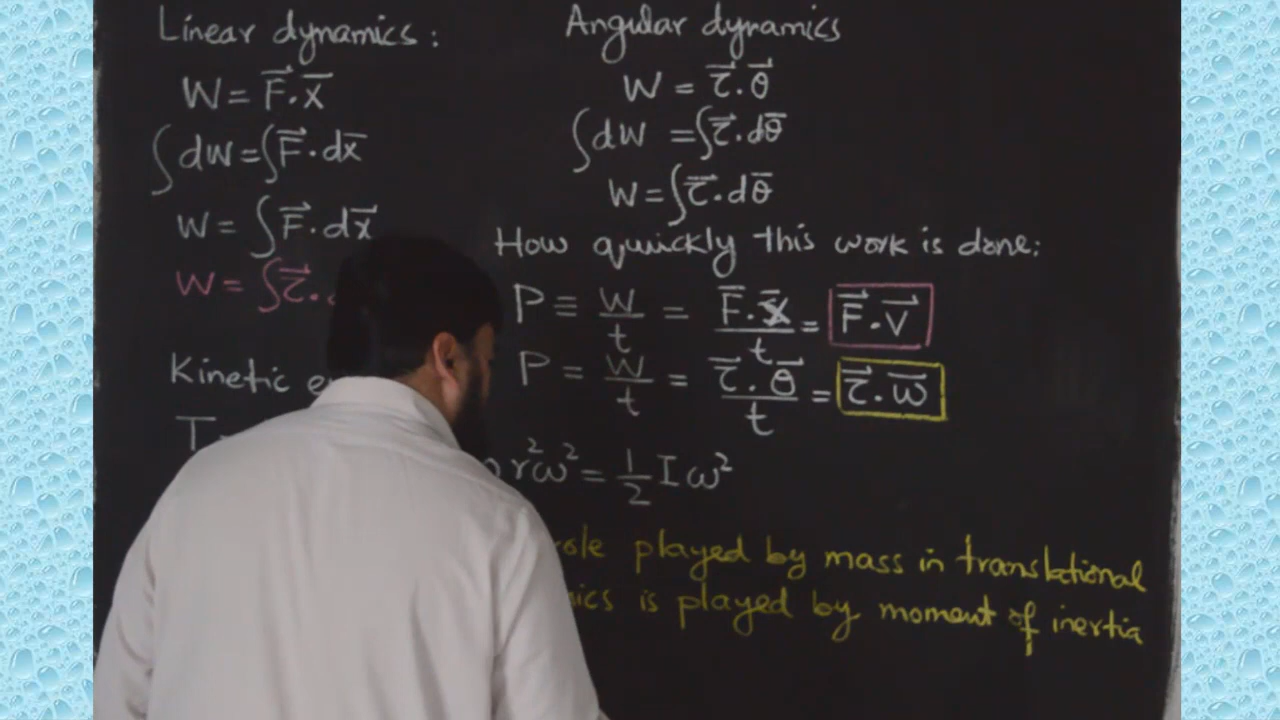 Linear dynamics:
W = F⃗.x̅
∫dW = ∫F⃗.dx̅
W = ∫F⃗.dx̅
W = ∫τ⃗.
Kinetic
T
Angular dynamics
W = τ⃗.θ⃗
∫dW = ∫τ⃗.dθ̅
W = ∫τ⃗.dθ̅
How quickly this work is done:
P ≡ W/t = F̅.x̅/t = F⃗.V⃗
P = W/t = τ⃗.θ⃗/t = τ⃗.ω⃗
r²ω² = 1/2 I ω²
role played by mass in translational
is played by moment of inertia